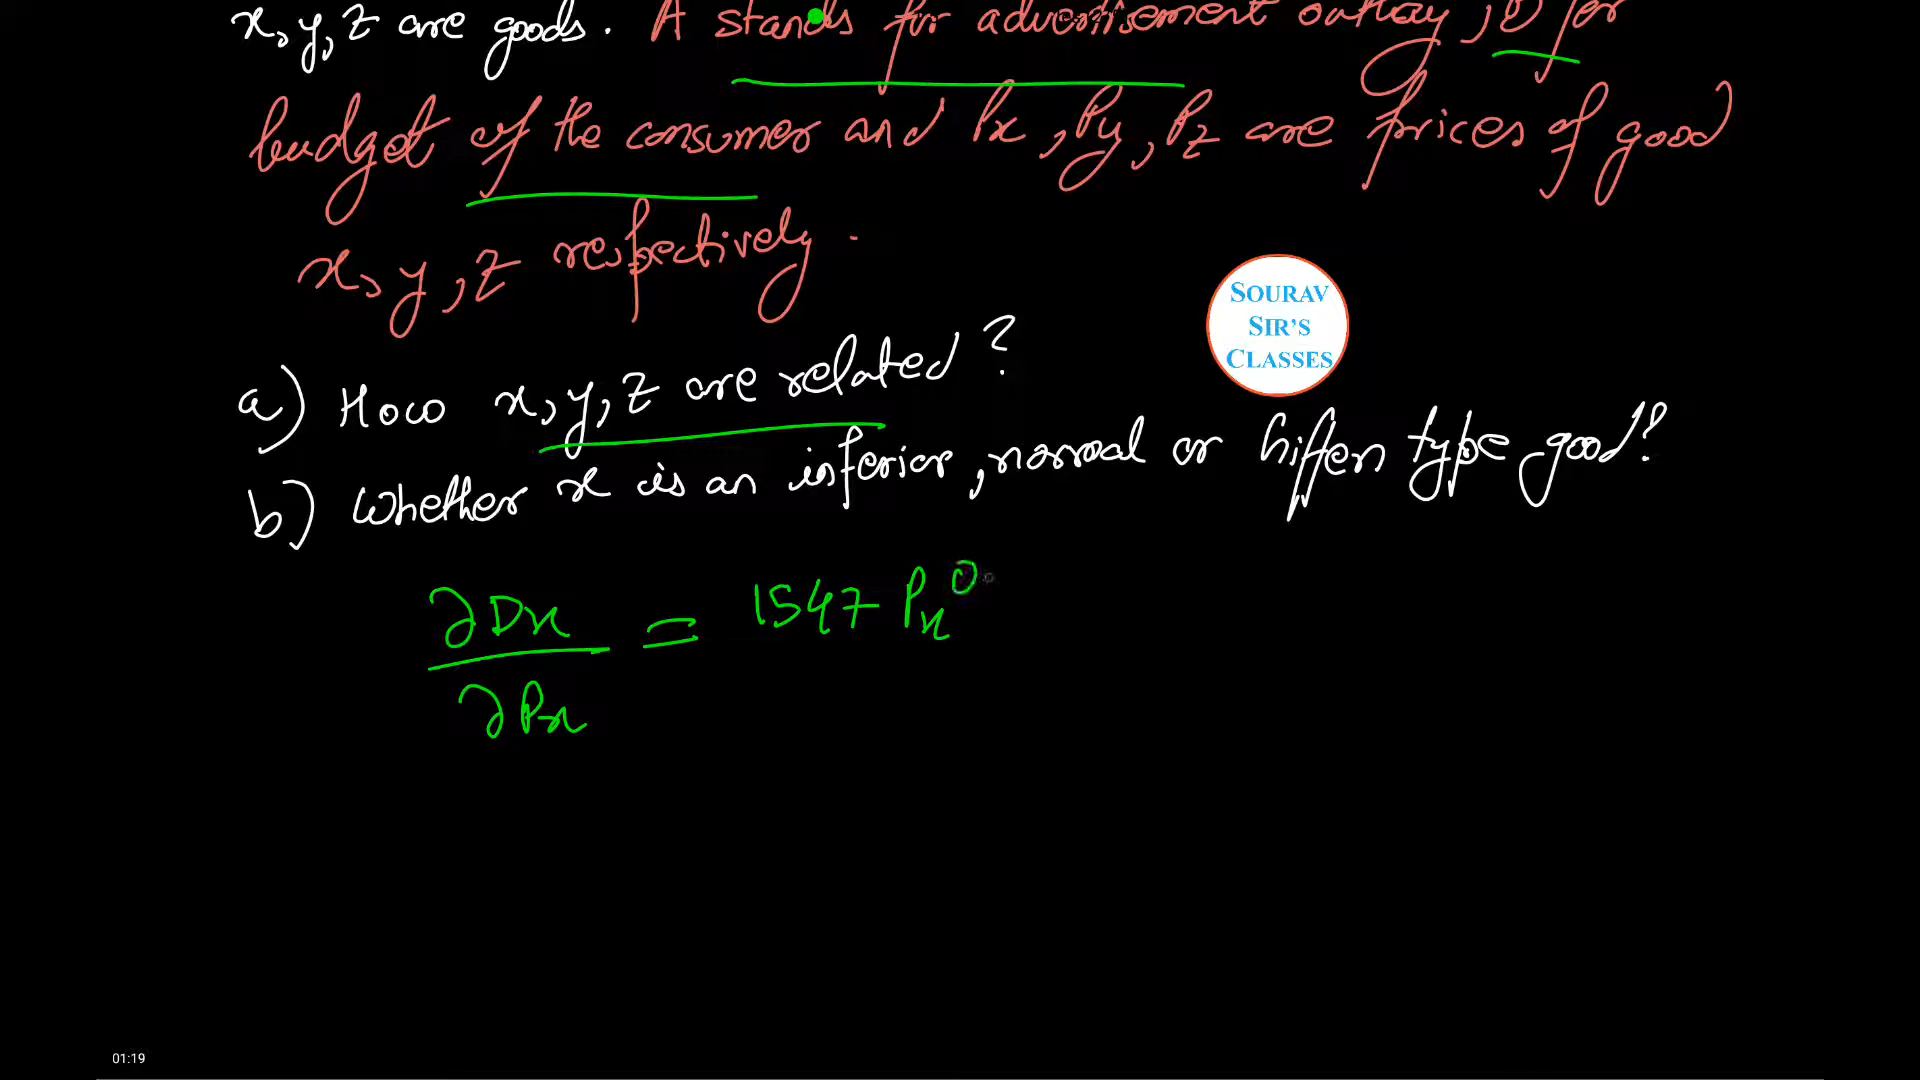 x, y, z are goods. A stands for advertisement outlay, B for
budget of the consumer and Px, Py, Pz are prices of good
x, y, z respectively.
SOURAV
SIR'S
CLASSES
a) How x, y, z are related?
b) Whether x is an inferior, normal or Giffen type good?
∂Dx / ∂Px = 1547 Px^0.
01:19